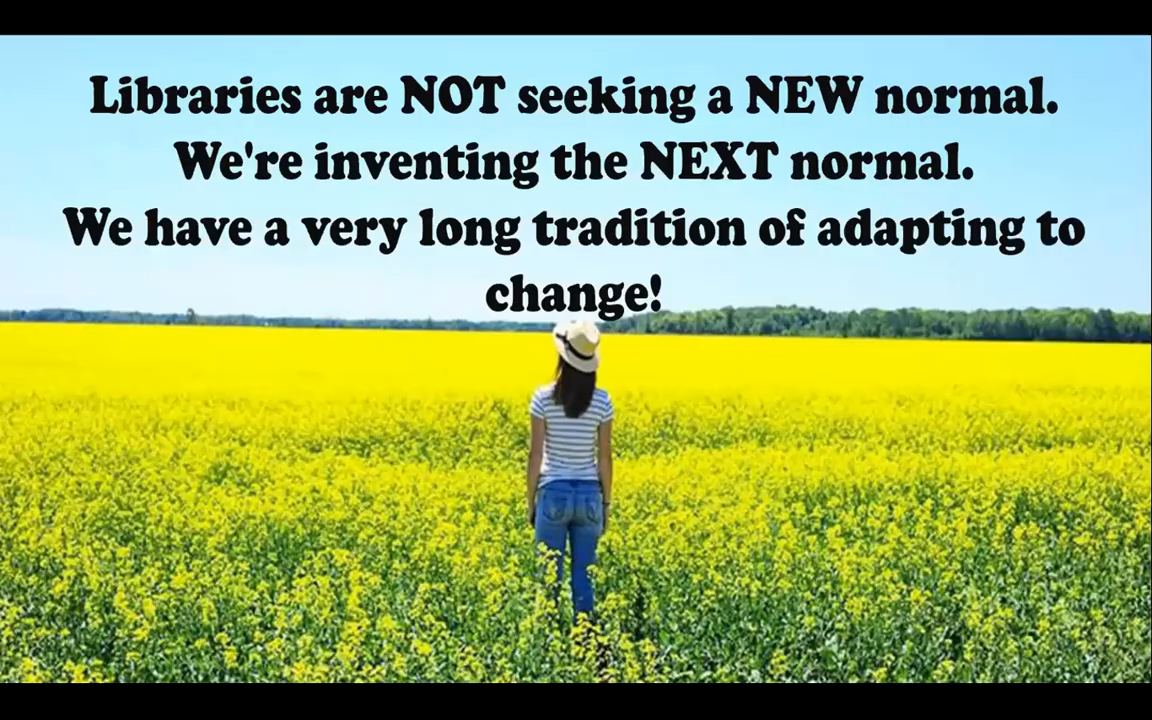 Libraries are NOT seeking a NEW normal.
We're inventing the NEXT normal.
We have a very long tradition of adapting to
change!